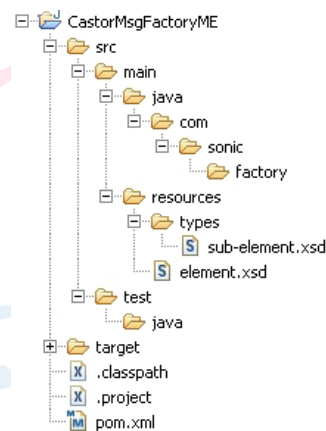 CastorMsgFactoryME
src
main
java
com
sonic
factory
resources
types
sub-element.xsd
element.xsd
test
java
target
.classpath
.project
pom.xml